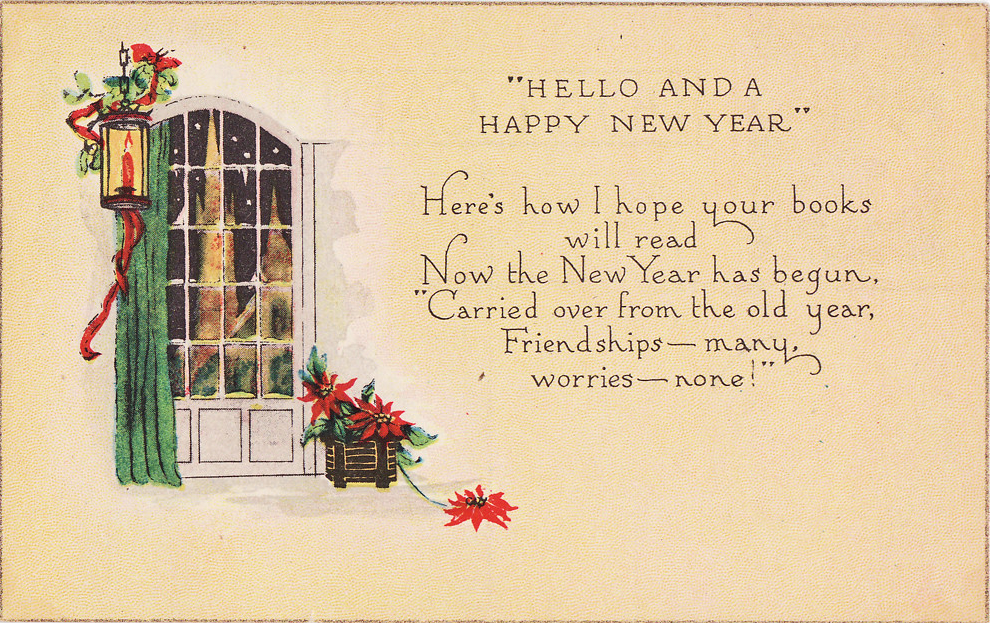 "HELLO AND A
HAPPY NEW YEAR"
Here's how I hope your books
will read
Now the New Year has begun,
"Carried over from the old year,
Friendships — many,
worries — none!"